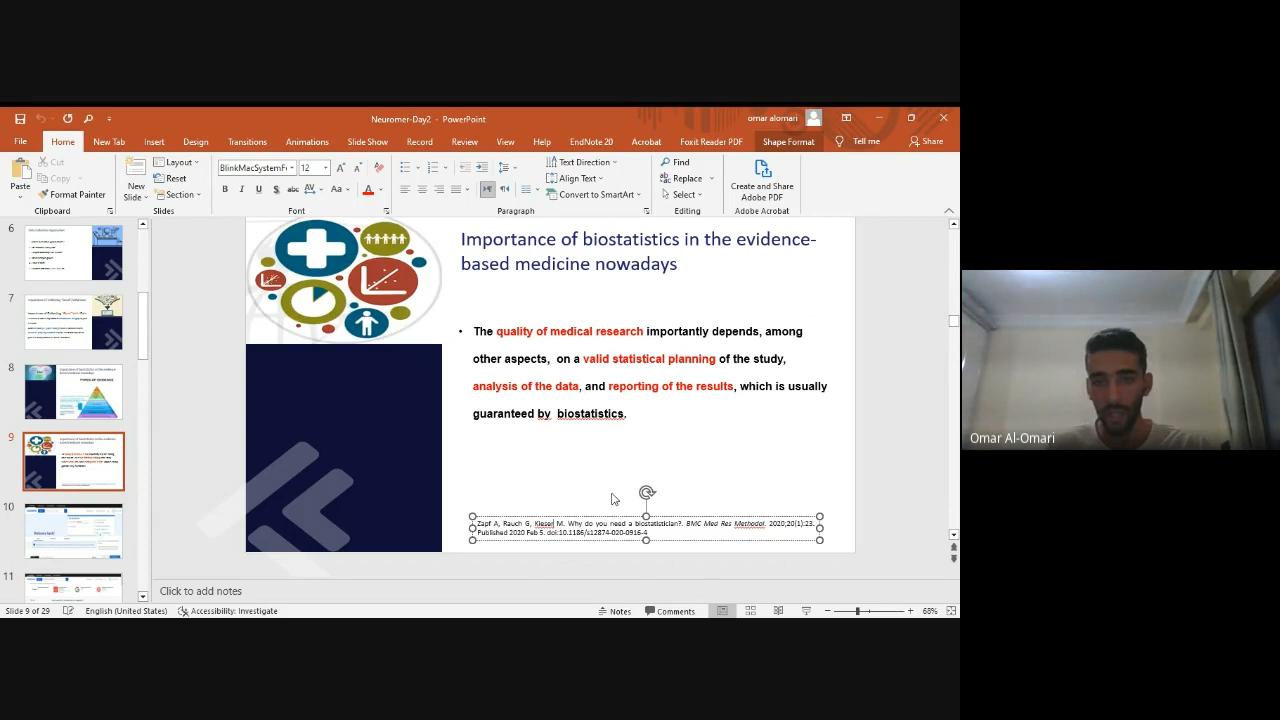 Neuromer-Day2 - PowerPoint
omar alomari
File Home New Tab Insert Design Transitions Animations Slide Show Record Review View Help EndNote 20 Acrobat Foxit Reader PDF Shape Format Tell me Share
Paste
Cut
Copy
Format Painter
Clipboard
New Slide
Layout
Reset
Section
Slides
BlinkMacSystemF 12
Font
Paragraph
Text Direction
Align Text
Convert to SmartArt
Find
Replace
Select
Editing
Create and Share Adobe PDF
Adobe Acrobat
6
7
8
9
10
11
Importance of biostatistics in the evidence-
based medicine nowadays
• The quality of medical research importantly depends, among
other aspects, on a valid statistical planning of the study,
analysis of the data, and reporting of the results, which is usually
guaranteed by biostatistics.
Zapf A, Rauch G, Kieser M. Why do you need a biostatistician?. BMC Med Res Methodol. 2020;20(1):23.
Published 2020 Feb 5. doi:10.1186/s12874-020-0916-4
Click to add notes
Slide 9 of 29 English (United States) Accessibility: Investigate Notes Comments 68%
Omar Al-Omari